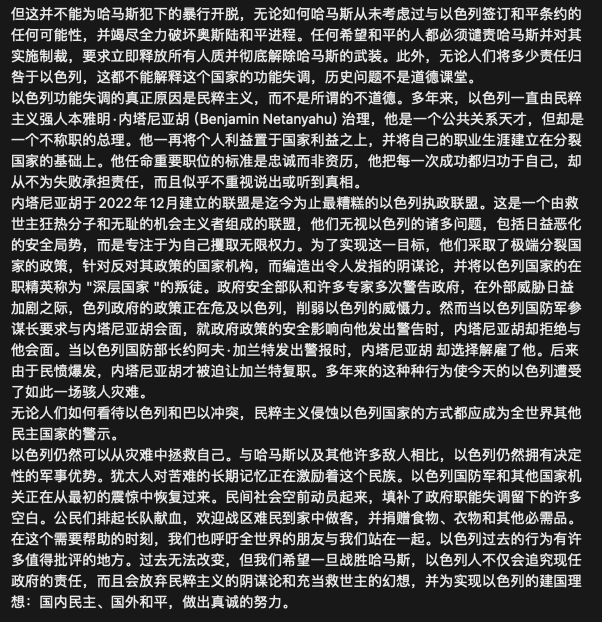 但这并不能为哈马斯犯下的暴行开脱，无论如何哈马斯从未考虑过与以色列签订和平条约的
任何可能性，并竭尽全力破坏奥斯陆和平进程。任何希望和平的人都必须谴责哈马斯并对其
实施制裁，要求立即释放所有人质并彻底解除哈马斯的武装。此外，无论人们将多少责任归
咎于以色列，这都不能解释这个国家的功能失调，历史问题不是道德课堂。
以色列功能失调的真正原因是民粹主义，而不是所谓的不道德。多年来，以色列一直由民粹
主义强人本雅明·内塔尼亚胡 (Benjamin Netanyahu) 治理，他是一个公共关系天才，但却是
一个不称职的总理。他一再将个人利益置于国家利益之上，并将自己的职业生涯建立在分裂
国家的基础上。他任命重要职位的标准是忠诚而非资历，他把每一次成功都归功于自己，却
从不为失败承担责任，而且似乎不重视说出或听到真相。
内塔尼亚胡于2022年12月建立的联盟是迄今为止最糟糕的以色列执政联盟。这是一个由救
世主狂热分子和无耻的机会主义者组成的联盟，他们无视以色列的诸多问题，包括日益恶化
的安全局势，而是专注于为自己攫取无限权力。为了实现这一目标，他们采取了极端分裂国
家的政策，针对反对其政策的国家机构，而编造出令人发指的阴谋论，并将以色列国家的在
职精英称为 "深层国家 "的叛徒。政府安全部队和许多专家多次警告政府，在外部威胁日益
加剧之际，色列政府的政策正在危及以色列，削弱以色列的威慑力。然而当以色列国防军参
谋长要求与内塔尼亚胡会面，就政府政策的安全影响向他发出警告时，内塔尼亚胡却拒绝与
他会面。当以色列国防部长约阿夫·加兰特发出警报时，内塔尼亚胡 却选择解雇了他。后来
由于民愤爆发，内塔尼亚胡才被迫让加兰特复职。多年来的这种种行为使今天的以色列遭受
了如此一场骇人灾难。
无论人们如何看待以色列和巴以冲突，民粹主义侵蚀以色列国家的方式都应成为全世界其他
民主国家的警示。
以色列仍然可以从灾难中拯救自己。与哈马斯以及其他许多敌人相比，以色列仍然拥有决定
性的军事优势。犹太人对苦难的长期记忆正在激励着这个民族。以色列国防军和其他国家机
关正在从最初的震惊中恢复过来。民间社会空前动员起来，填补了政府职能失调留下的许多
空白。公民们排起长队献血，欢迎战区难民到家中做客，并捐赠食物、衣物和其他必需品。
在这个需要帮助的时刻，我们也呼吁全世界的朋友与我们站在一起。以色列过去的行为有许
多值得批评的地方。过去无法改变，但我们希望一旦战胜哈马斯，以色列人不仅会追究现任
政府的责任，而且会放弃民粹主义的阴谋论和充当救世主的幻想，并为实现以色列的建国理
想：国内民主、国外和平，做出真诚的努力。